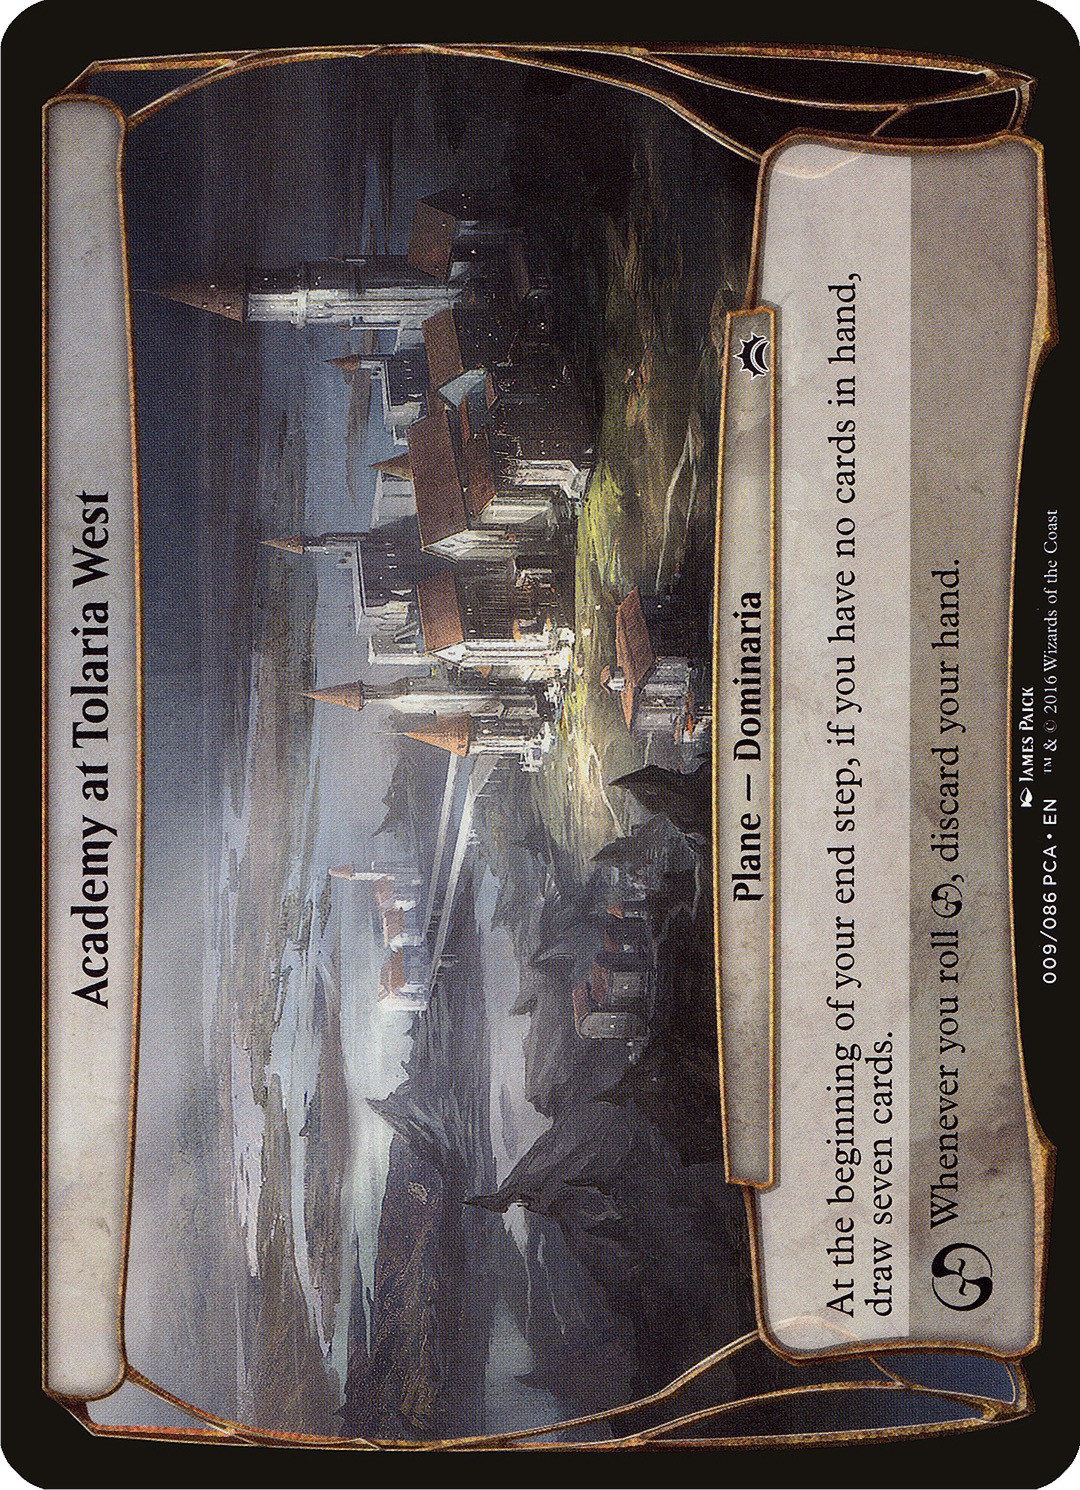 Academy at Tolaria West
Plane — Dominaria
At the beginning of your end step, if you have no cards in hand,
draw seven cards.
Whenever you roll , discard your hand.
James Paick
009/086 PCA • EN ™ & © 2016 Wizards of the Coast